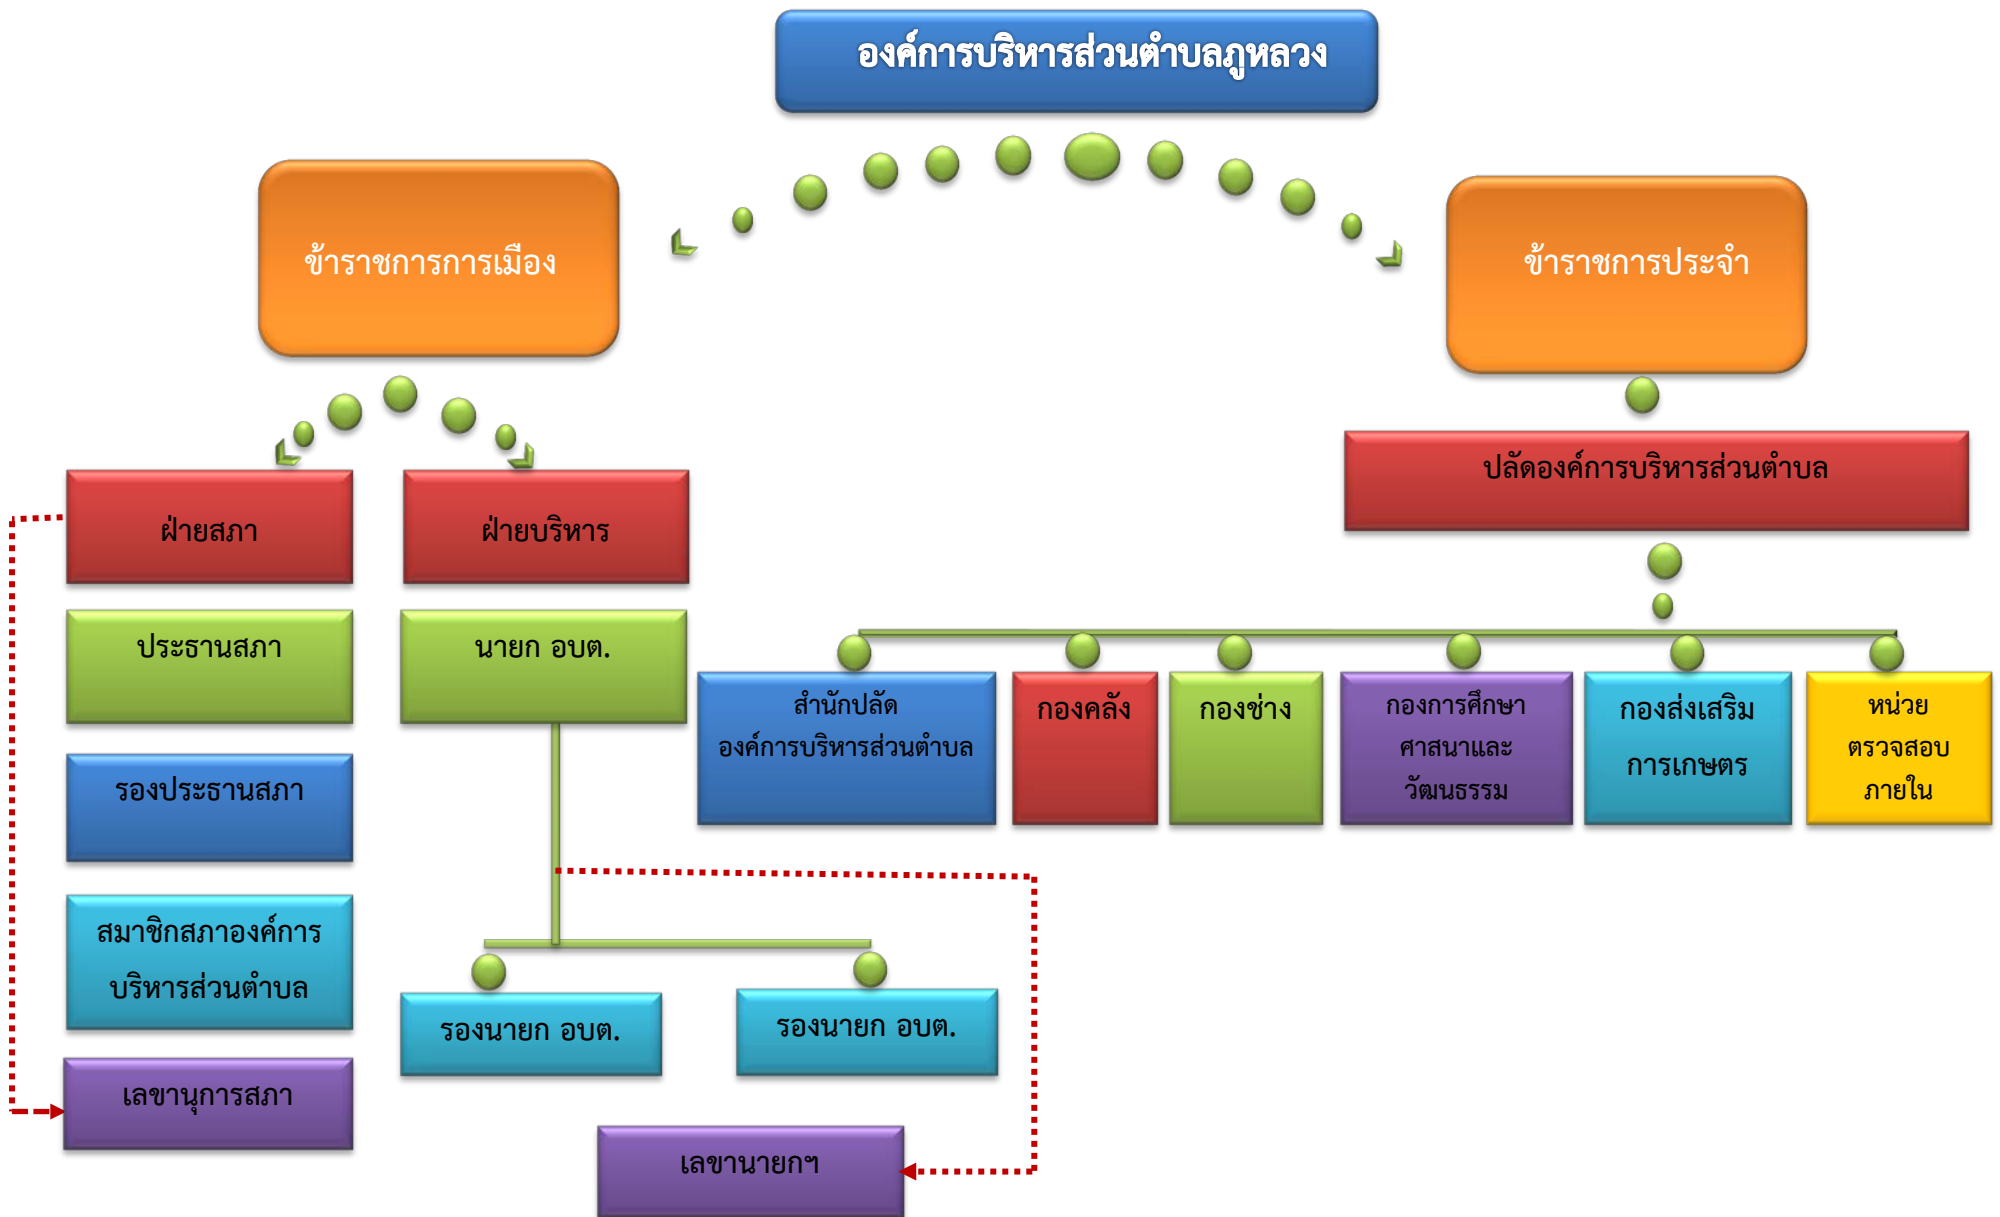 องค์การบริหารส่วนตำบลภูหลวง
ข้าราชการการเมือง
ข้าราชการประจำ
ปลัดองค์การบริหารส่วนตำบล
ฝ่ายสภา
ฝ่ายบริหาร
ประธานสภา
นายก อบต.
รองประธานสภา
สมาชิกสภาองค์การ
บริหารส่วนตำบล
เลขานุการสภา
รองนายก อบต.
รองนายก อบต.
เลขานายกฯ
สำนักปลัด
องค์การบริหารส่วนตำบล
กองคลัง
กองช่าง
กองการศึกษา
ศาสนาและ
วัฒนธรรม
กองส่งเสริม
การเกษตร
หน่วย
ตรวจสอบ
ภายใน